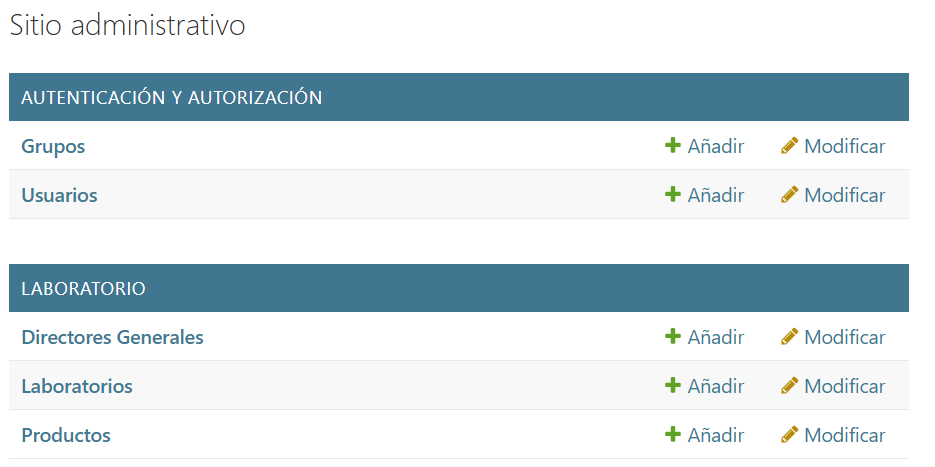 Sitio administrativo
AUTENTICACIÓN Y AUTORIZACIÓN
Grupos Añadir Modificar
Usuarios Añadir Modificar
LABORATORIO
Directores Generales Añadir Modificar
Laboratorios Añadir Modificar
Productos Añadir Modificar